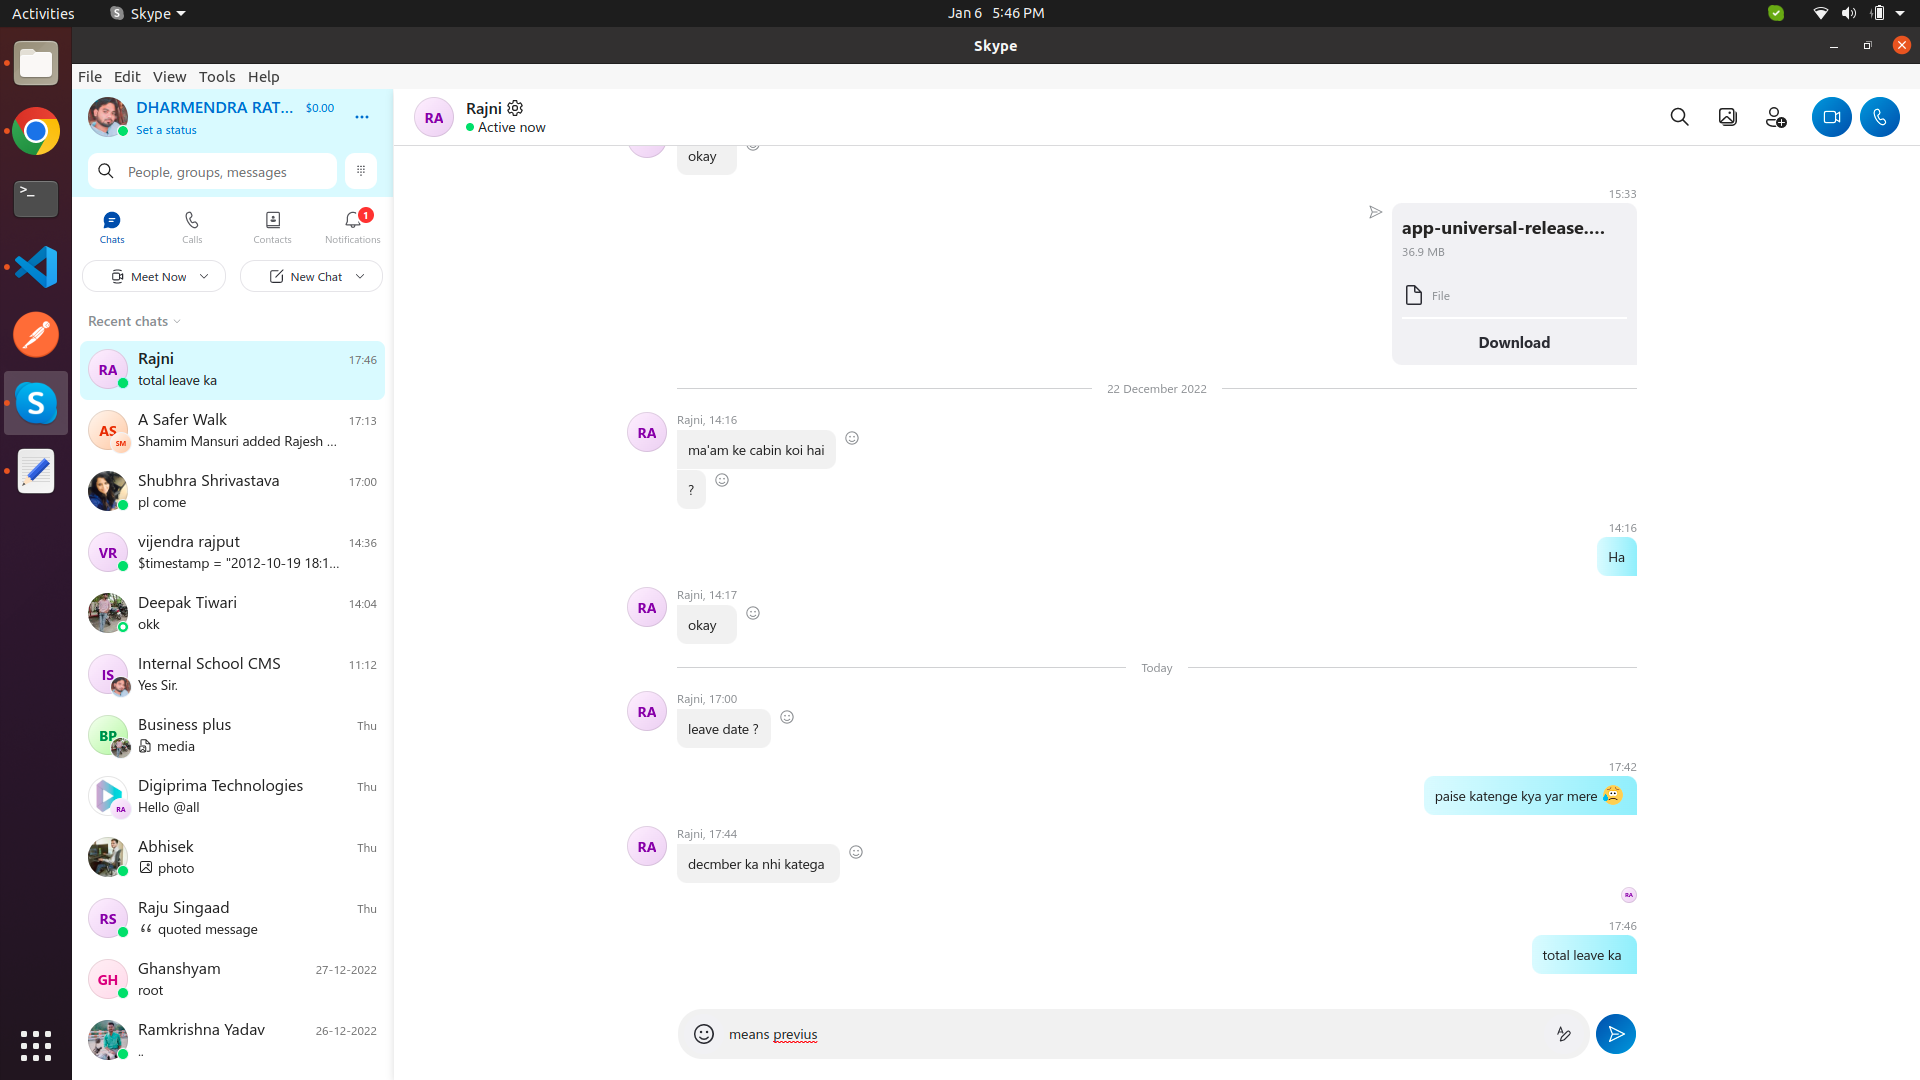 Activities
Skype
Jan 6 5:46 PM
Skype
File Edit View Tools Help
DHARMENDRA RAT...
$0.00
Set a status
People, groups, messages
Chats
Calls
Contacts
Notifications
1
Meet Now
New Chat
Recent chats
RA
Rajni
17:46
total leave ka
AS
SM
A Safer Walk
17:13
Shamim Mansuri added Rajesh ...
Shubhra Shrivastava
17:00
pl come
VR
vijendra rajput
14:36
$timestamp = "2012-10-19 18:1...
Deepak Tiwari
14:04
okk
IS
Internal School CMS
11:12
Yes Sir.
BP
Business plus
Thu
media
RA
Digiprima Technologies
Thu
Hello @all
Abhisek
Thu
photo
RS
Raju Singaad
Thu
quoted message
GH
Ghanshyam
27-12-2022
root
Ramkrishna Yadav
26-12-2022
..
RA
Rajni
Active now
okay
15:33
app-universal-release....
36.9 MB
File
Download
22 December 2022
RA
Rajni, 14:16
ma'am ke cabin koi hai
?
14:16
Ha
RA
Rajni, 14:17
okay
Today
RA
Rajni, 17:00
leave date ?
17:42
paise katenge kya yar mere
RA
Rajni, 17:44
decmber ka nhi katega
RA
17:46
total leave ka
means previus